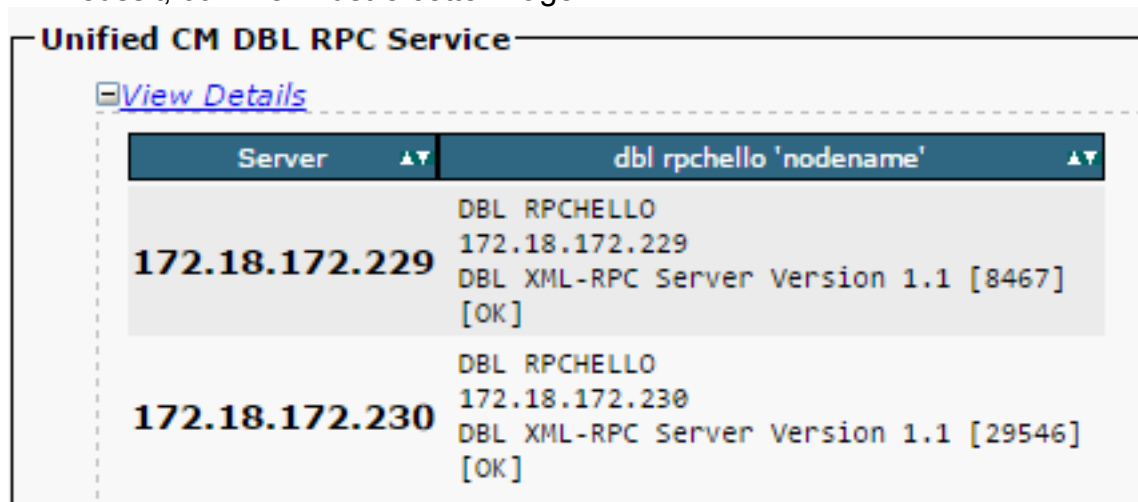 Unified CM DBL RPC Service
View Details
Server dbl rpchello 'nodename'
172.18.172.229
DBL RPCHELLO
172.18.172.229
DBL XML-RPC Server Version 1.1 [8467]
[OK]
172.18.172.230
DBL RPCHELLO
172.18.172.230
DBL XML-RPC Server Version 1.1 [29546]
[OK]